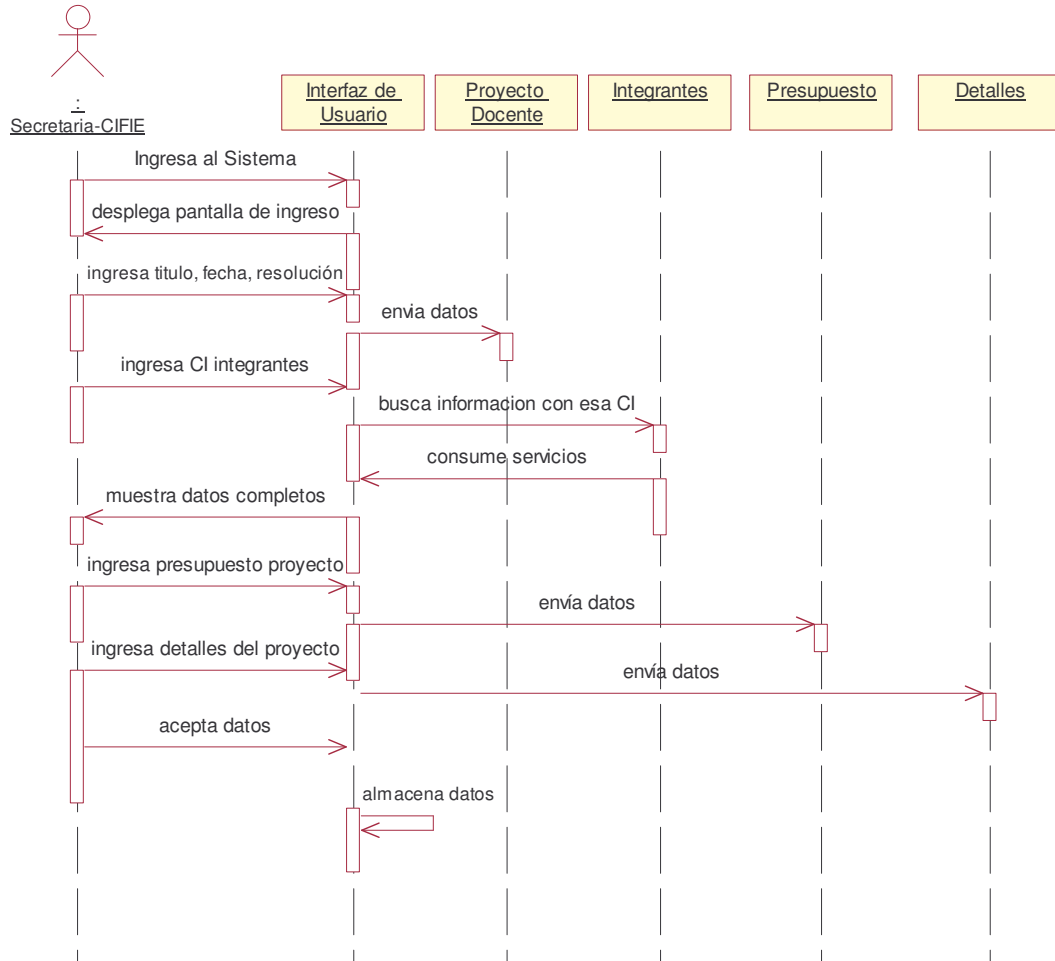 :
Secretaria-CIFIE
Interfaz de
Usuario
Proyecto
Docente
Integrantes
Presupuesto
Detalles
Ingresa al Sistema
desplega pantalla de ingreso
ingresa titulo, fecha, resolución
envia datos
ingresa CI integrantes
busca informacion con esa CI
consume servicios
muestra datos completos
ingresa presupuesto proyecto
envía datos
ingresa detalles del proyecto
envía datos
acepta datos
almacena datos